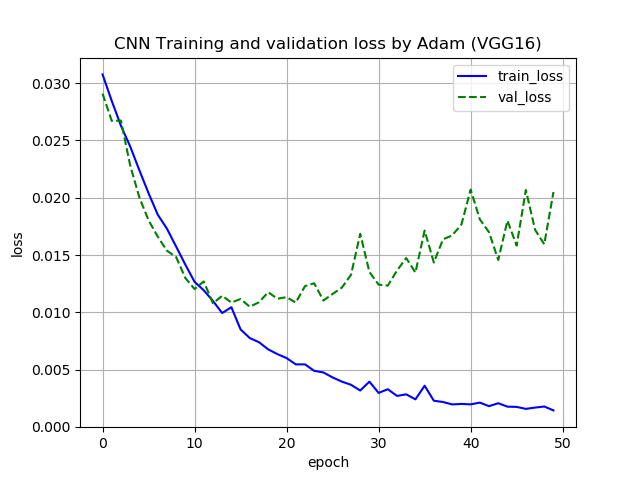 CNN Training and validation loss by Adam (VGG16)
train_loss
val_loss
0.030
0.025
0.020
0.015
0.010
0.005
0.000
loss
0 10 20 30 40 50
epoch